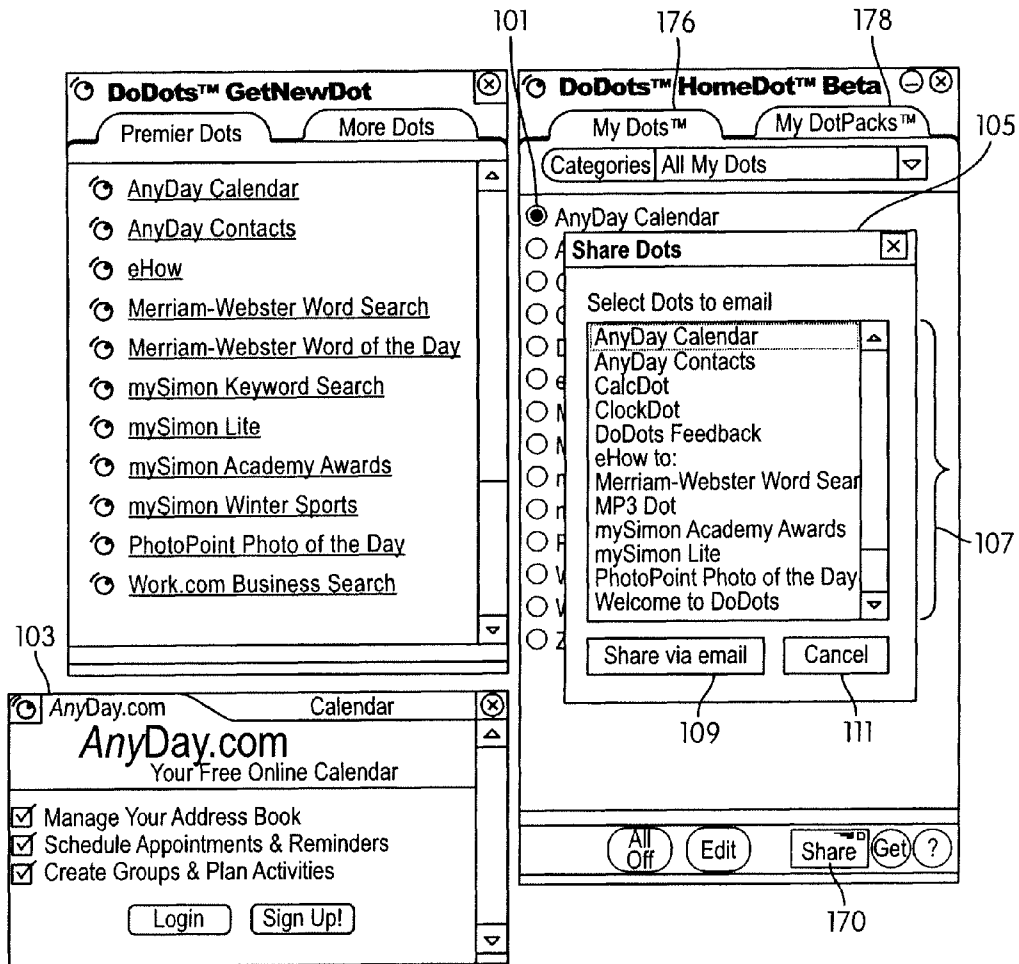 101
176
178
DoDots™ GetNewDot
Premier Dots
More Dots
AnyDay Calendar
AnyDay Contacts
eHow
Merriam-Webster Word Search
Merriam-Webster Word of the Day
mySimon Keyword Search
mySimon Lite
mySimon Academy Awards
mySimon Winter Sports
PhotoPoint Photo of the Day
Work.com Business Search
DoDots™ HomeDot™ Beta
My Dots™
My DotPacks™
105
Categories All My Dots
AnyDay Calendar
Share Dots
Select Dots to email
AnyDay Calendar
AnyDay Contacts
CalcDot
ClockDot
DoDots Feedback
eHow to:
Merriam-Webster Word Sear
MP3 Dot
mySimon Academy Awards
mySimon Lite
PhotoPoint Photo of the Day
Welcome to DoDots
107
Share via email
Cancel
109
111
All Off
Edit
Share
Get
?
170
103
AnyDay.com
Calendar
AnyDay.com
Your Free Online Calendar
Manage Your Address Book
Schedule Appointments & Reminders
Create Groups & Plan Activities
Login
Sign Up!